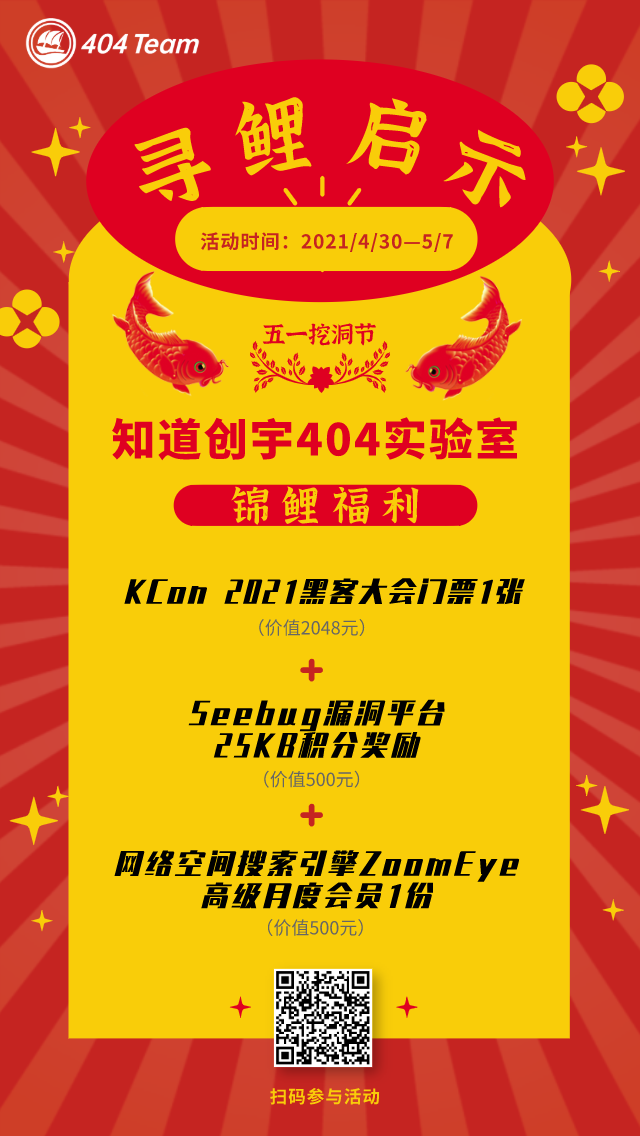 404 Team
寻鲤启示
活动时间：2021/4/30—5/7
五一挖洞节
知道创宇404实验室
锦鲤福利
KCon 2021黑客大会门票1张
（价值2048元）
+
Seebug漏洞平台
25KB积分奖励
（价值500元）
+
网络空间搜索引擎ZoomEye
高级月度会员1份
（价值500元）
扫码参与活动